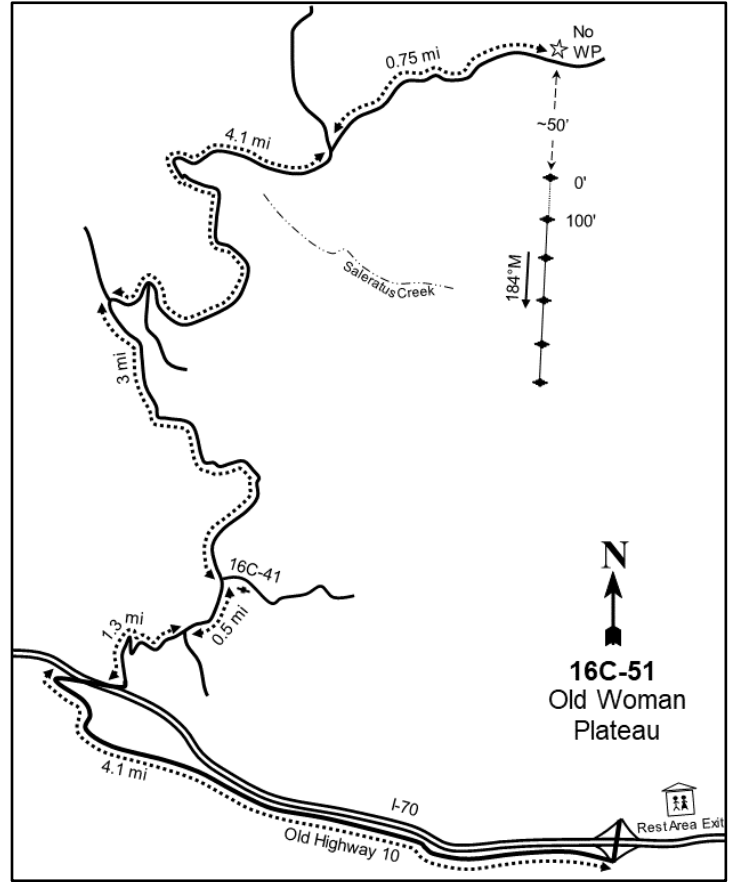 No
WP
0.75 mi
~50'
4.1 mi
0'
100'
184°M
Saleratus Creek
3 mi
16C-41
0.5 mi
1.3 mi
N
16C-51
Old Woman
Plateau
4.1 mi
I-70
Rest Area Exit
Old Highway 10